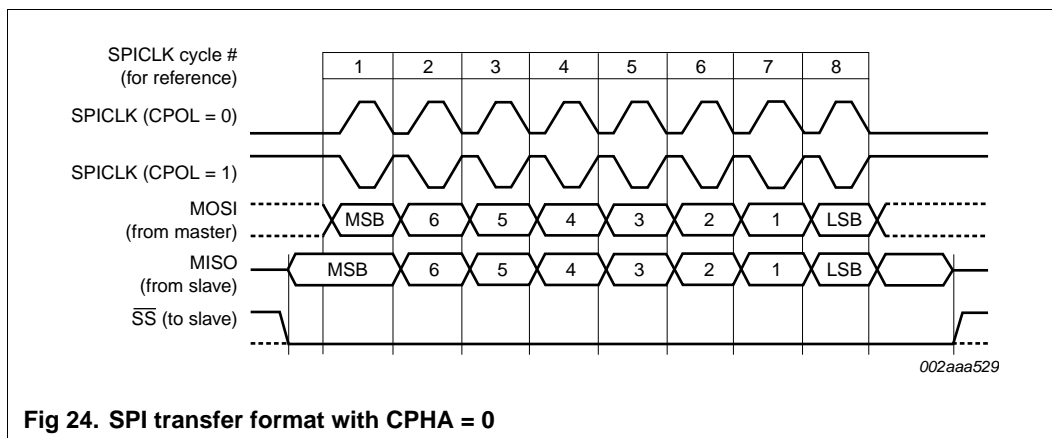 SPICLK cycle #
(for reference)
1 2 3 4 5 6 7 8
SPICLK (CPOL = 0)
SPICLK (CPOL = 1)
MOSI
(from master)
MSB 6 5 4 3 2 1 LSB
MISO
(from slave)
MSB 6 5 4 3 2 1 LSB
SS (to slave)
002aaa529
Fig 24. SPI transfer format with CPHA = 0